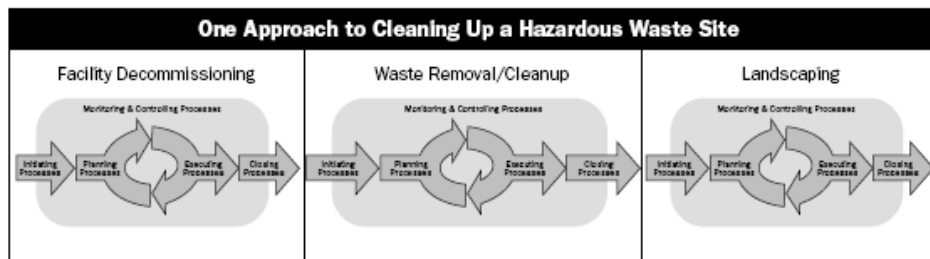 One Approach to Cleaning Up a Hazardous Waste Site
Facility Decommissioning
Monitoring & Controlling Processes
Initiating
Processes
Planning
Processes
Executing
Processes
Closing
Processes
Waste Removal/Cleanup
Monitoring & Controlling Processes
Initiating
Processes
Planning
Processes
Executing
Processes
Closing
Processes
Landscaping
Monitoring & Controlling Processes
Initiating
Processes
Planning
Processes
Executing
Processes
Closing
Processes